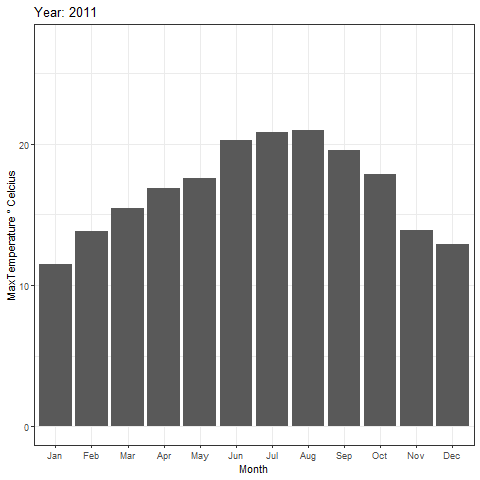 Year: 2011
MaxTemperature " Celcius
20
10
0
Jan Feb Mar Apr May Jun Jul Aug Sep Oct Nov Dec
Month